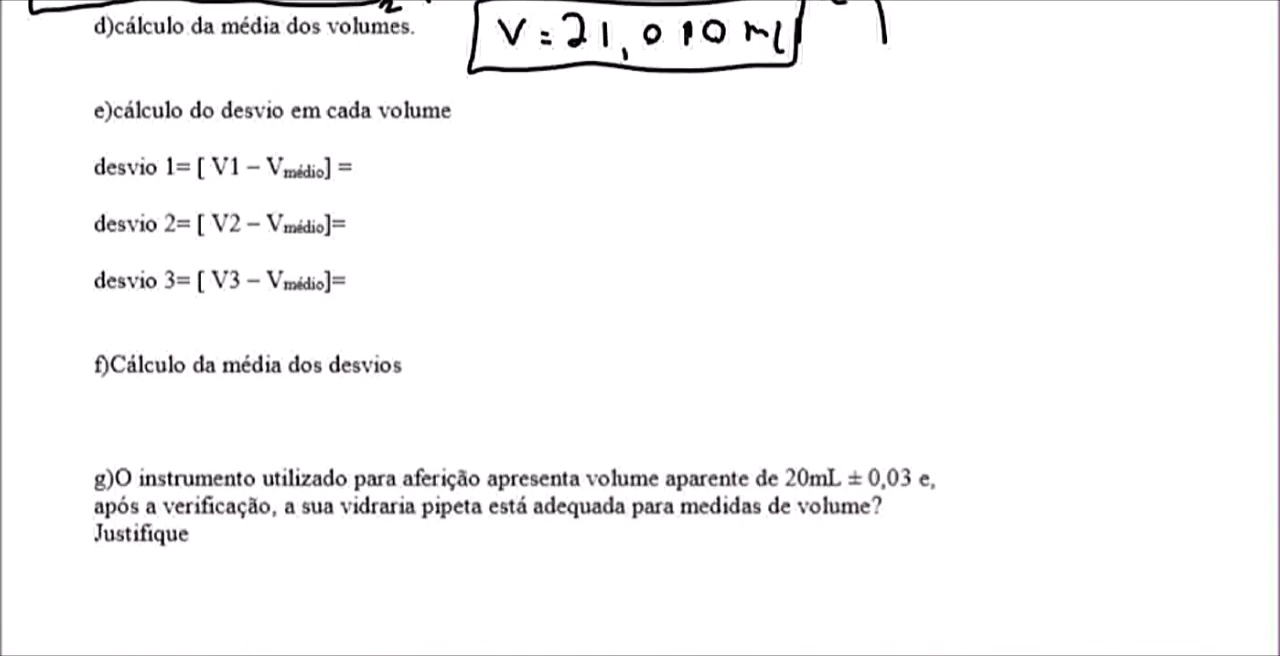 d)cálculo da média dos volumes. V = 21,010 ml
e)cálculo do desvio em cada volume
desvio 1= [ V1 – Vmédio] =
desvio 2= [ V2 – Vmédio]=
desvio 3= [ V3 – Vmédio]=
f)Cálculo da média dos desvios
g)O instrumento utilizado para aferição apresenta volume aparente de 20mL ± 0,03 e,
após a verificação, a sua vidraria pipeta está adequada para medidas de volume?
Justifique